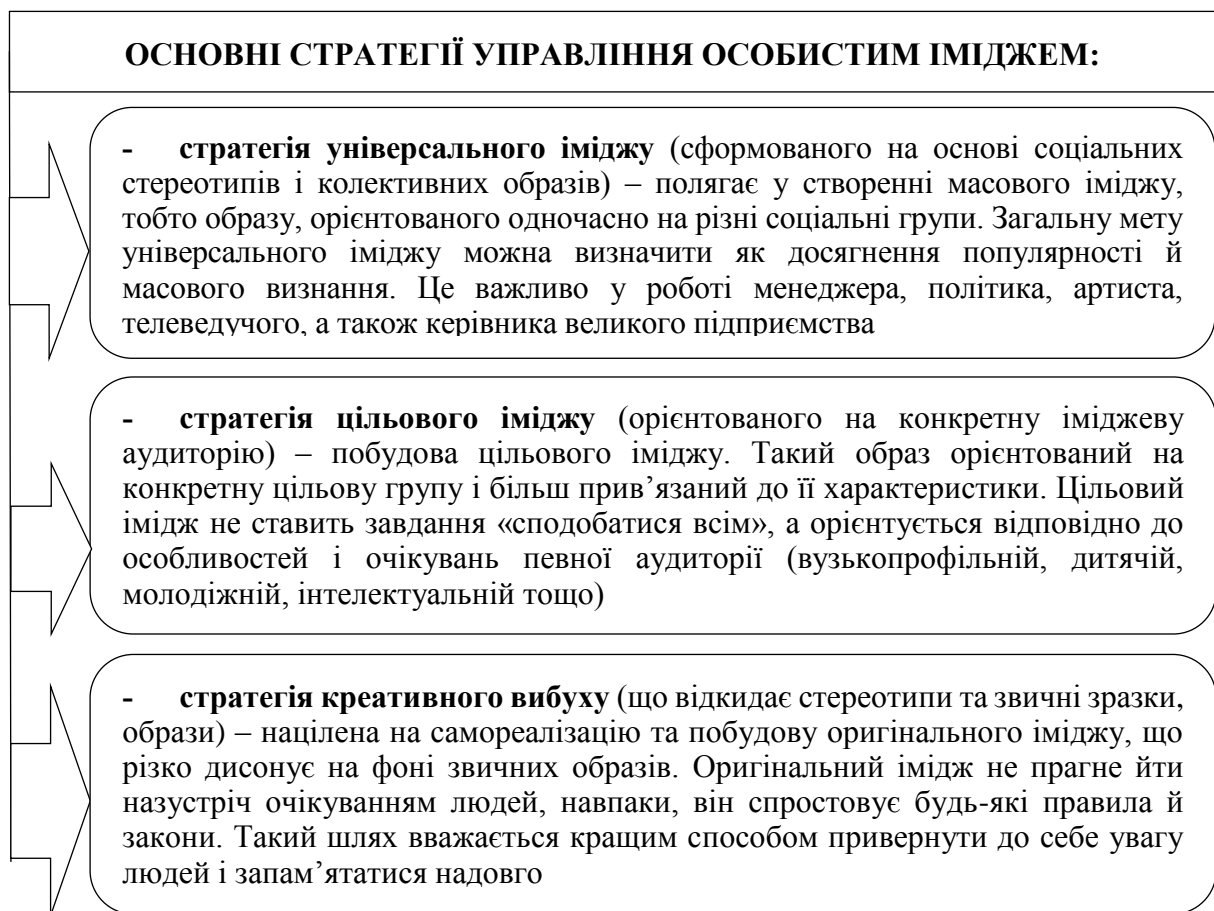 ОСНОВНІ СТРАТЕГІЇ УПРАВЛІННЯ ОСОБИСТИМ ІМІДЖЕМ:
- стратегія універсального іміджу (сформованого на основі соціальних
стереотипів і колективних образів) – полягає у створенні масового іміджу,
тобто образу, орієнтованого одночасно на різні соціальні групи. Загальну мету
універсального іміджу можна визначити як досягнення популярності й
масового визнання. Це важливо у роботі менеджера, політика, артиста,
телеведучого, а також керівника великого підприємства
- стратегія цільового іміджу (орієнтованого на конкретну іміджеву
аудиторію) – побудова цільового іміджу. Такий образ орієнтований на
конкретну цільову групу і більш прив’язаний до її характеристики. Цільовий
імідж не ставить завдання «сподобатися всім», а орієнтується відповідно до
особливостей і очікувань певної аудиторії (вузькопрофільній, дитячій,
молодіжній, інтелектуальній тощо)
- стратегія креативного вибуху (що відкидає стереотипи та звичні зразки,
образи) – націлена на самореалізацію та побудову оригінального іміджу, що
різко дисонує на фоні звичних образів. Оригінальний імідж не прагне йти
назустріч очікуванням людей, навпаки, він спростовує будь-які правила й
закони. Такий шлях вважається кращим способом привернути до себе увагу
людей і запам’ятатися надовго